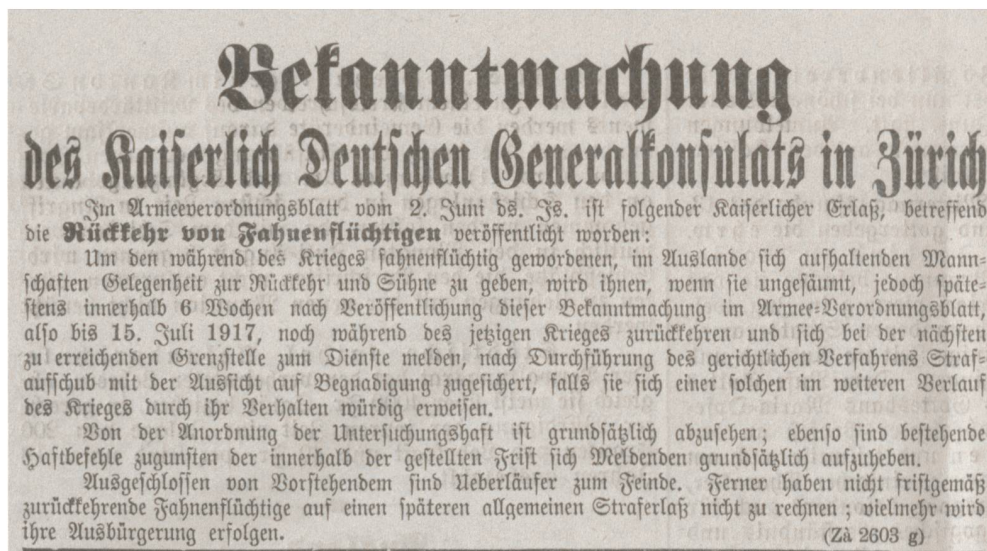 Bekanntmachung
des Kaiserlich Deutschen Generalkonsulats in Zürich
Im Armeeverordnungsblatt vom 2. Juni ds. Js. ist folgender Kaiserlicher Erlaß, betreffend
die Rückkehr von Fahnenflüchtigen veröffentlicht worden:
Um den während des Krieges fahnenflüchtig gewordenen, im Auslande sich aufhaltenden Mann-
schaften Gelegenheit zur Rückkehr und Sühne zu geben, wird ihnen, wenn sie ungesäumt, jedoch späte-
stens innerhalb 6 Wochen nach Veröffentlichung dieser Bekanntmachung im Armee-Verordnungsblatt,
also bis 15. Juli 1917, noch während des jetzigen Krieges zurückkehren und sich bei der nächsten
zu erreichenden Grenzstelle zum Dienste melden, nach Durchführung des gerichtlichen Verfahrens Straf-
aufschub mit der Aussicht auf Begnadigung zugesichert, falls sie sich einer solchen im weiteren Verlauf
des Krieges durch ihr Verhalten würdig erweisen.
Von der Anordnung der Untersuchungshaft ist grundsätzlich abzusehen; ebenso sind bestehende
Haftbefehle zugunsten der innerhalb der gestellten Frist sich Meldenden grundsätzlich aufzuheben.
Ausgeschlossen von Vorstehendem sind Ueberläufer zum Feinde. Ferner haben nicht fristgemäß
zurückkehrende Fahnenflüchtige auf einen späteren allgemeinen Straferlaß nicht zu rechnen; vielmehr wird
ihre Ausbürgerung erfolgen.
(Zà 2603 g)